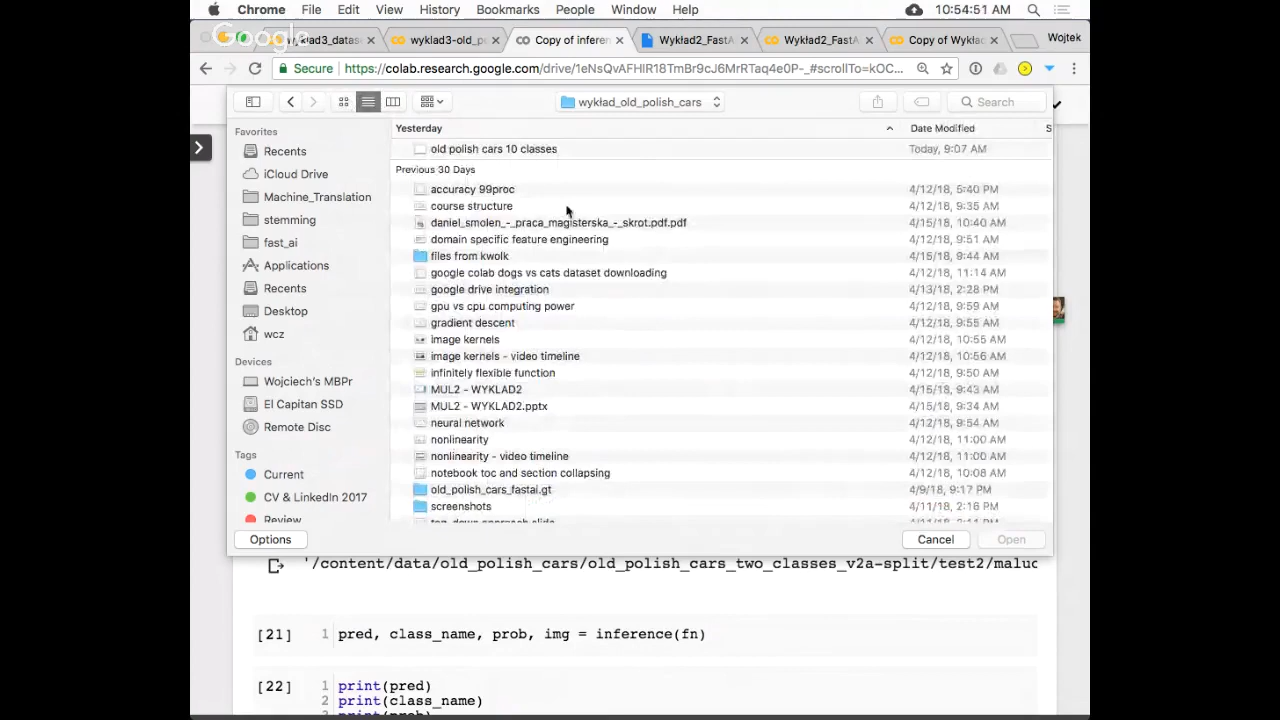 Chrome File Edit View History Bookmarks People Window Help 10:54:51 AM
Google
wyklad3-old_p Copy of inferen Wykład2_FastA Wykład2_FastA Copy of Wykład Wojtek
Secure https://colab.research.google.com/drive/1eNsQvAFHlR18TmBr9cJ6MrRTaq4e0P-_#scrollTo=kOC...
wykład_old_polish_cars Search
Favorites
Recents
iCloud Drive
Machine_Translation
stemming
fast_ai
Applications
Recents
Desktop
wcz
Devices
Wojciech's MBPr
El Capitan SSD
Remote Disc
Tags
Current
CV & LinkedIn 2017
Review
Yesterday Date Modified S
old polish cars 10 classes Today, 9:07 AM
Previous 30 Days
accuracy 99proc 4/12/18, 5:40 PM
course structure 4/12/18, 9:35 AM
daniel_smolen_-_praca_magisterska_-_skrot.pdf.pdf 4/15/18, 10:40 AM
domain specific feature engineering 4/12/18, 9:51 AM
files from kwolk 4/15/18, 9:44 AM
google colab dogs vs cats dataset downloading 4/12/18, 11:14 AM
google drive integration 4/13/18, 2:28 PM
gpu vs cpu computing power 4/12/18, 9:59 AM
gradient descent 4/12/18, 9:55 AM
image kernels 4/12/18, 10:55 AM
image kernels - video timeline 4/12/18, 10:56 AM
infinitely flexible function 4/12/18, 9:50 AM
MUL2 - WYKLAD2 4/15/18, 9:43 AM
MUL2 - WYKLAD2.pptx 4/15/18, 9:34 AM
neural network 4/12/18, 9:54 AM
nonlinearity 4/12/18, 11:00 AM
nonlinearity - video timeline 4/12/18, 11:00 AM
notebook toc and section collapsing 4/12/18, 10:08 AM
old_polish_cars_fastai.gt 4/9/18, 9:17 PM
screenshots 4/11/18, 2:16 PM
Options Cancel Open
'/content/data/old_polish_cars/old_polish_cars_two_classes_v2a-split/test2/maluc
[21] 1 pred, class_name, prob, img = inference(fn)
[22] 1 print(pred)
2 print(class_name)